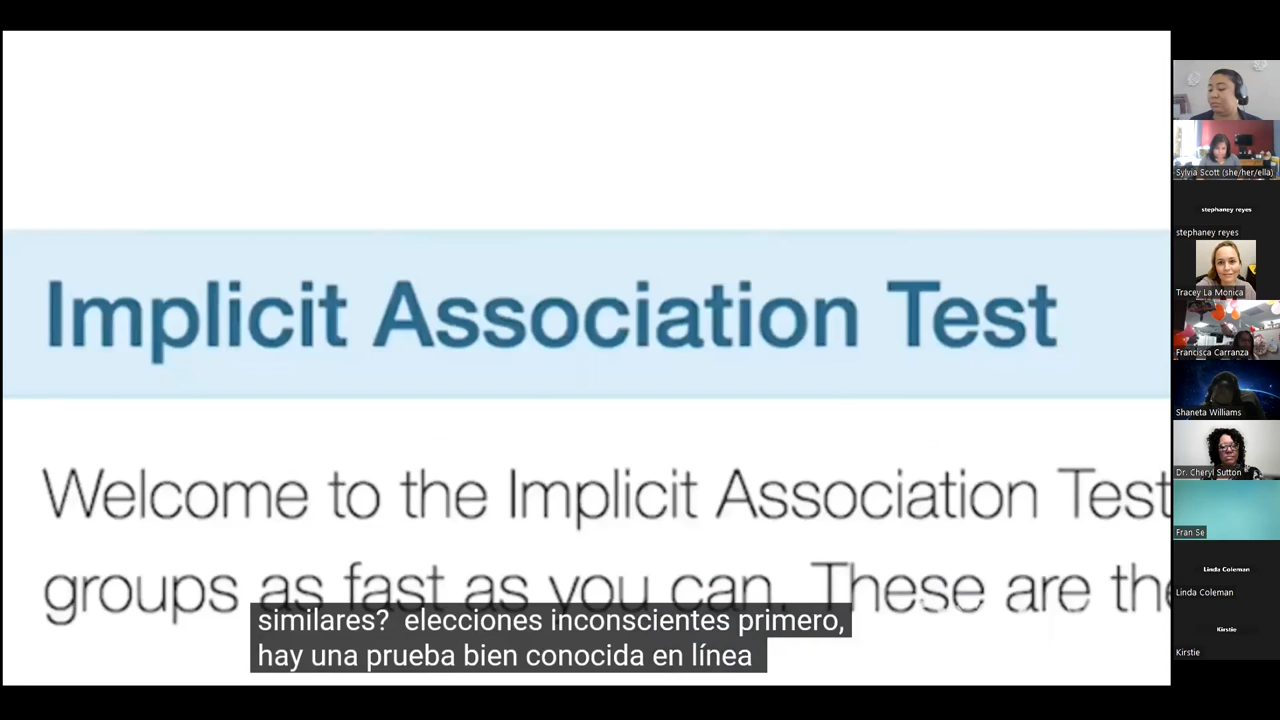 Implicit Association Test
Welcome to the Implicit Association Test
groups as fast as you can. These are the
similares? elecciones inconscientes primero,
hay una prueba bien conocida en línea
Sylvia Scott (she/her/ella)
stephaney reyes
stephaney reyes
Tracey La Monica
Francisca Carranza
Shaneta Williams
Dr. Cheryl Sutton
Fran Se
Linda Coleman
Linda Coleman
Kirstie
Kirstie